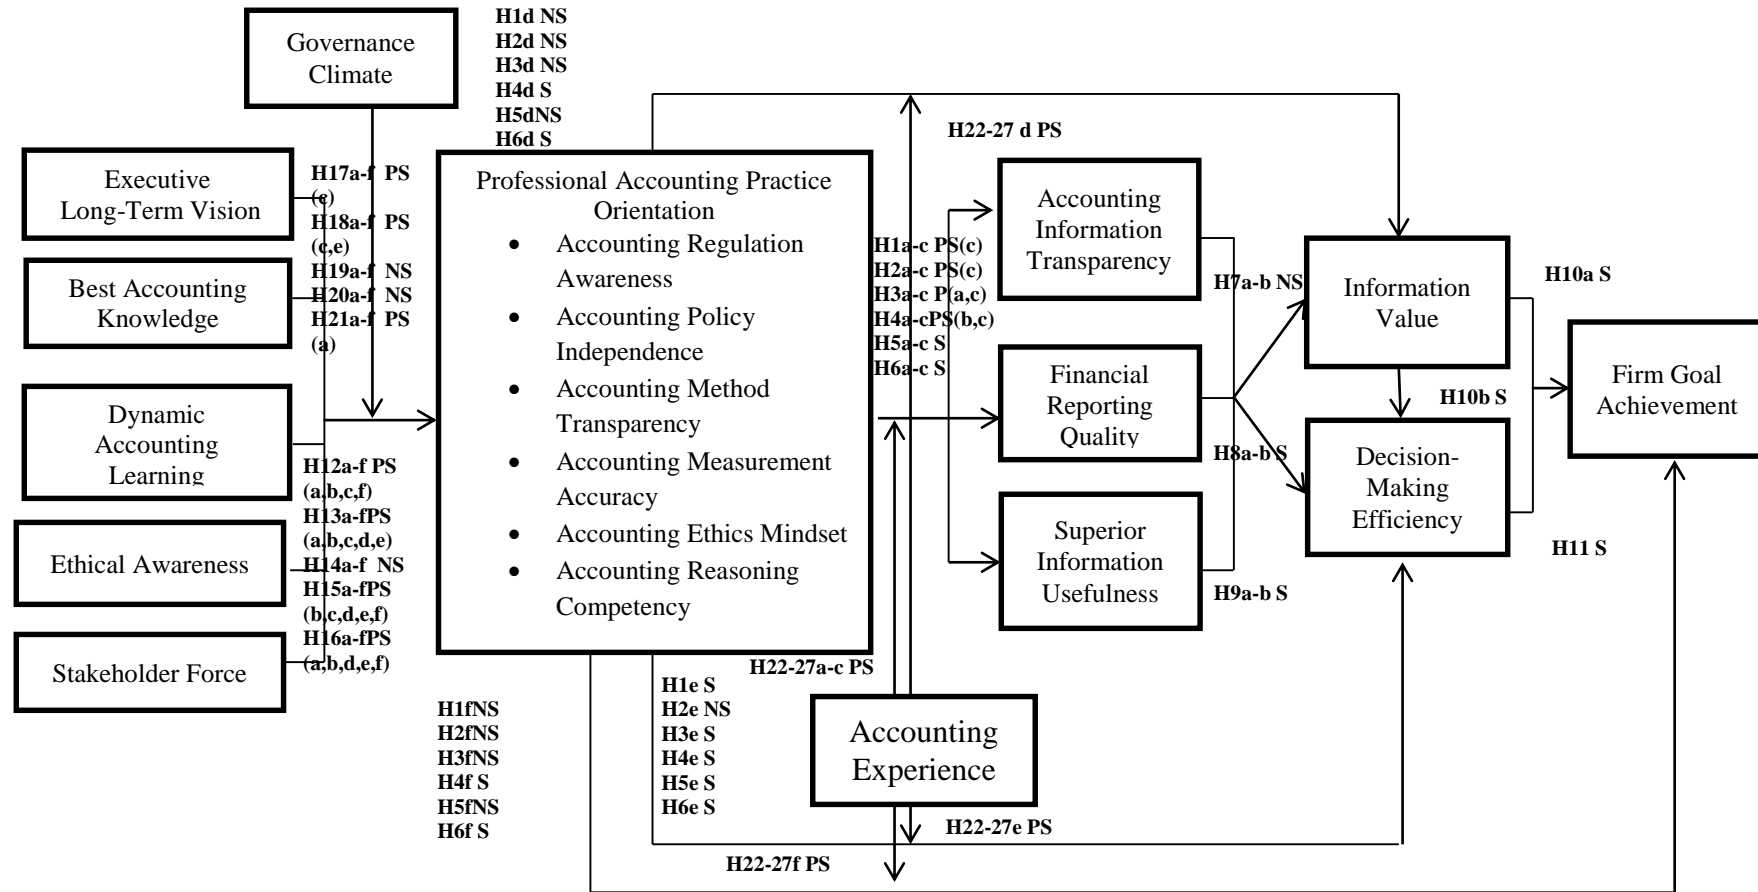 Governance
Climate
H1d NS
H2d NS
H3d NS
H4d S
H5dNS
H6d S
H22-27 d PS
Executive
Long-Term Vision
Best Accounting
Knowledge
Dynamic
Accounting
Learning
Ethical Awareness
Stakeholder Force
H17a-f PS
(c)
H18a-f PS
(c,e)
H19a-f NS
H20a-f NS
H21a-f PS
(a)
H12a-f PS
(a,b,c,f)
H13a-fPS
(a,b,c,d,e)
H14a-f NS
H15a-fPS
(b,c,d,e,f)
H16a-fPS
(a,b,d,e,f)
Professional Accounting Practice
Orientation
• Accounting Regulation
Awareness
• Accounting Policy
Independence
• Accounting Method
Transparency
• Accounting Measurement
Accuracy
• Accounting Ethics Mindset
• Accounting Reasoning
Competency
H1a-c PS(c)
H2a-c PS(c)
H3a-c P(a,c)
H4a-cPS(b,c)
H5a-c S
H6a-c S
Accounting
Information
Transparency
Financial
Reporting
Quality
Superior
Information
Usefulness
H7a-b NS
H8a-b S
H9a-b S
Information
Value
Decision-
Making
Efficiency
H10a S
H10b S
H11 S
Firm Goal
Achievement
H22-27a-c PS
H1e S
H2e NS
H3e S
H4e S
H5e S
H6e S
H1fNS
H2fNS
H3fNS
H4f S
H5fNS
H6f S
Accounting
Experience
H22-27e PS
H22-27f PS